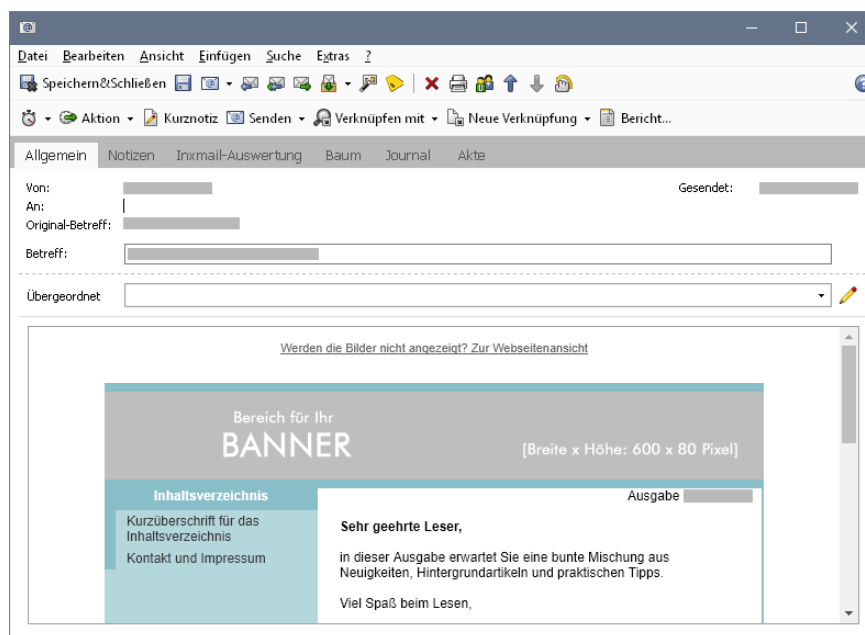 Datei Bearbeiten Ansicht Einfügen Suche Extras ?
Speichern&Schließen
Aktion Kurznotiz Senden Verknüpfen mit Neue Verknüpfung Bericht...
Allgemein Notizen Inxmail-Auswertung Baum Journal Akte
Von: Gesendet:
An:
Original-Betreff:
Betreff:
Übergeordnet
Werden die Bilder nicht angezeigt? Zur Webseitenansicht
Bereich für Ihr
BANNER
[Breite x Höhe: 600 x 80 Pixel]
Inhaltsverzeichnis
Ausgabe
Kurzüberschrift für das
Inhaltsverzeichnis
Kontakt und Impressum
Sehr geehrte Leser,
in dieser Ausgabe erwartet Sie eine bunte Mischung aus
Neuigkeiten, Hintergrundartikeln und praktischen Tipps.
Viel Spaß beim Lesen,